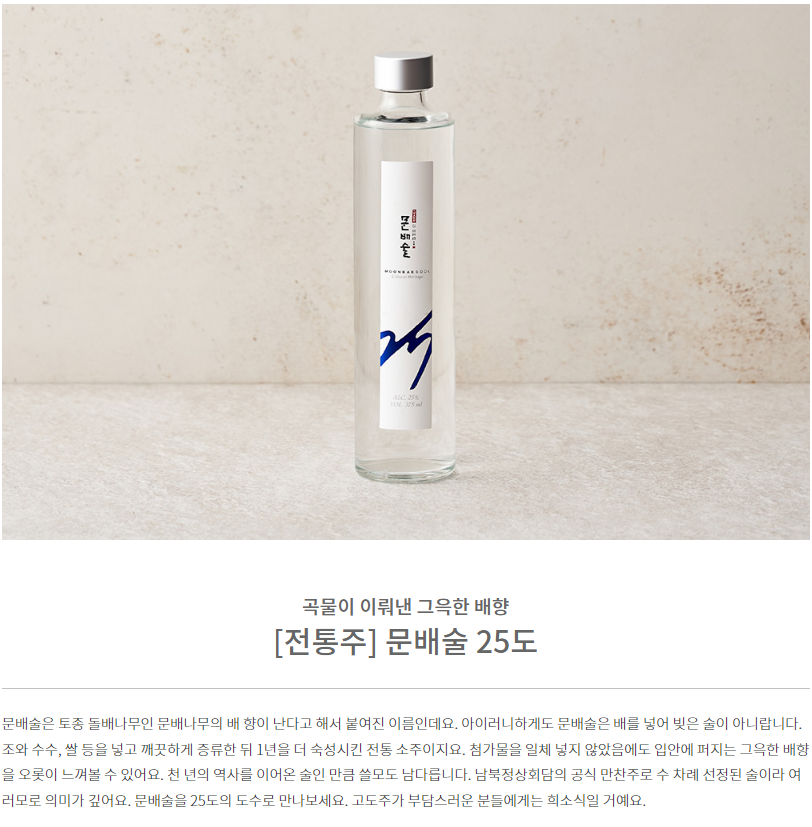 문배술
MOONBAESOOL
25
ALC. 25%
곡물이 이뤄낸 그윽한 배향
[전통주] 문배술 25도
문배술은 토종 돌배나무인 문배나무의 배 향이 난다고 해서 붙여진 이름인데요. 아이러니하게도 문배술은 배를 넣어 빚은 술이 아니랍니다.
조와 수수, 쌀 등을 넣고 깨끗하게 증류한 뒤 1년을 더 숙성시킨 전통 소주이지요. 첨가물을 일체 넣지 않았음에도 입안에 퍼지는 그윽한 배향
을 오롯이 느껴볼 수 있어요. 천 년의 역사를 이어온 술인 만큼 쓸모도 남다릅니다. 남북정상회담의 공식 만찬주로 수 차례 선정된 술이라 여
러모로 의미가 깊어요. 문배술을 25도의 도수로 만나보세요. 고도주가 부담스러운 분들에게는 희소식일 거예요.